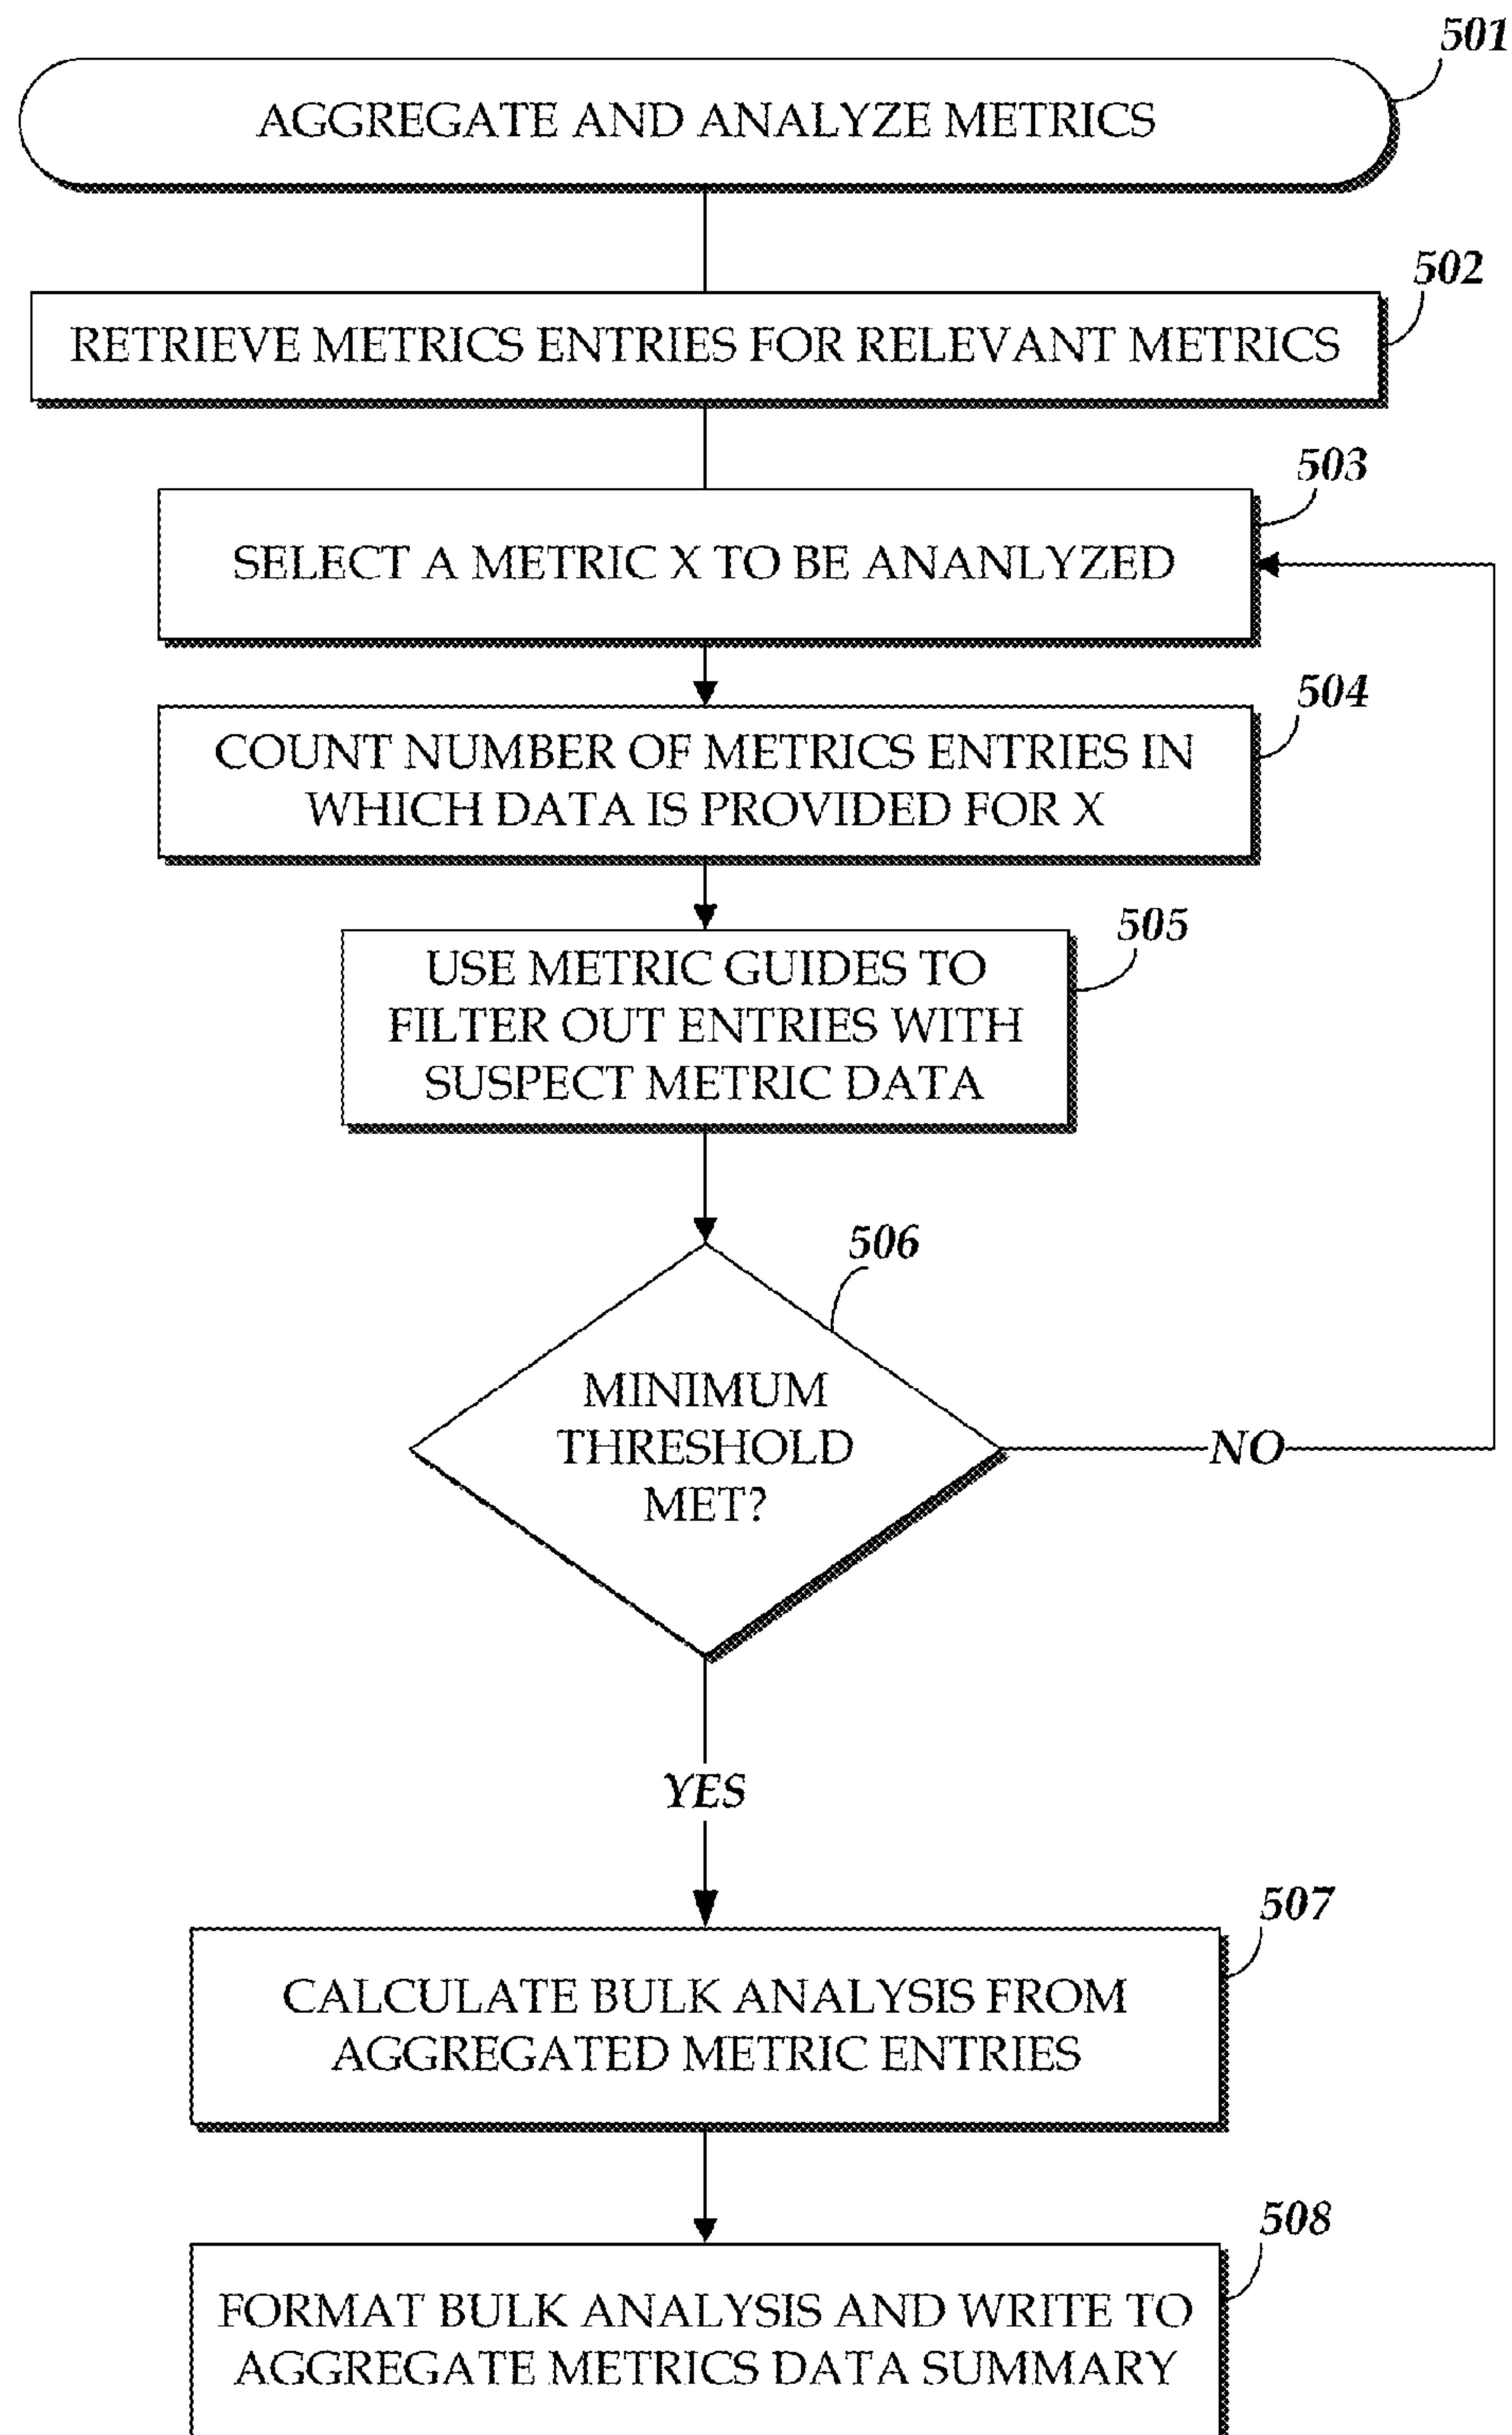 501
AGGREGATE AND ANALYZE METRICS
502
RETRIEVE METRICS ENTRIES FOR RELEVANT METRICS
503
SELECT A METRIC X TO BE ANANLYZED
504
COUNT NUMBER OF METRICS ENTRIES IN
WHICH DATA IS PROVIDED FOR X
505
USE METRIC GUIDES TO
FILTER OUT ENTRIES WITH
SUSPECT METRIC DATA
506
MINIMUM
THRESHOLD
MET?
NO
YES
507
CALCULATE BULK ANALYSIS FROM
AGGREGATED METRIC ENTRIES
508
FORMAT BULK ANALYSIS AND WRITE TO
AGGREGATE METRICS DATA SUMMARY